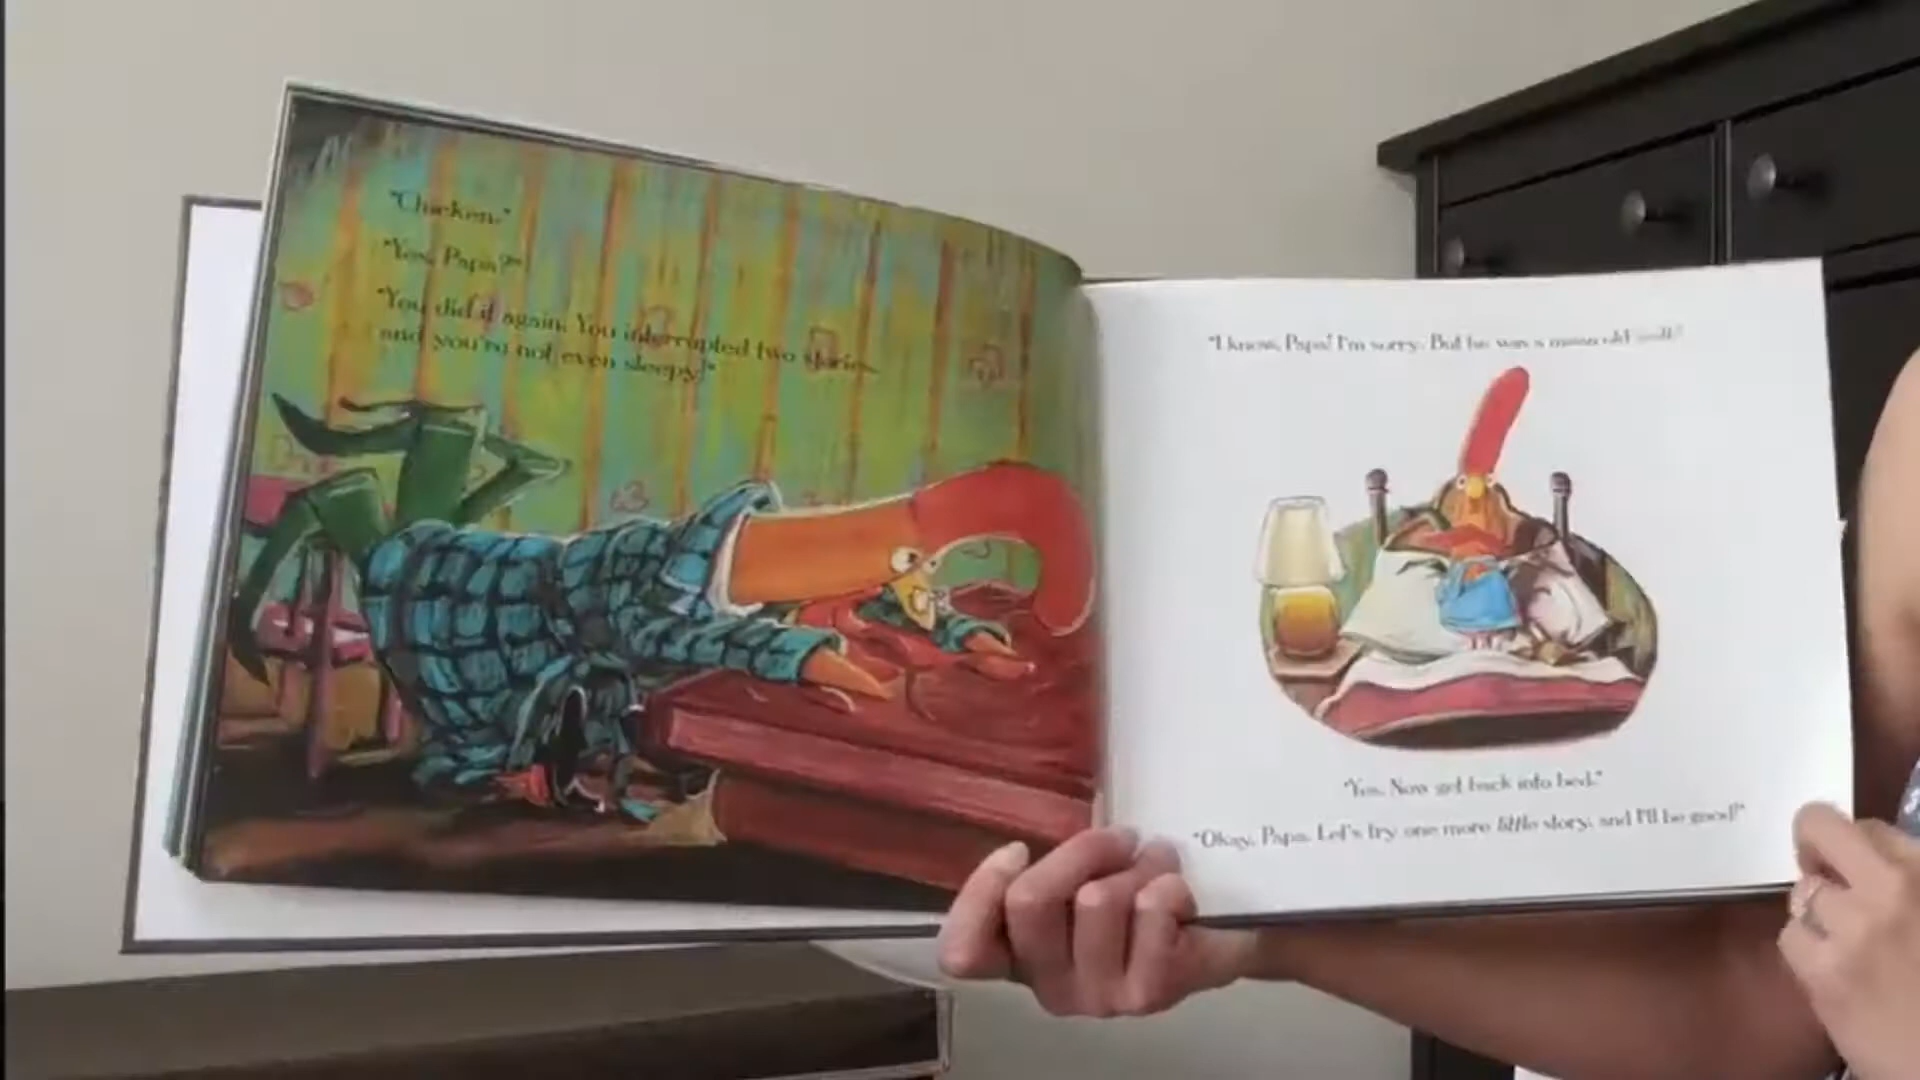 "Chicken."
"Yes, Papa?"
"You did it again. You interrupted two stories,
and you're not even sleepy!"
"I know, Papa! I'm sorry. But he was a mean old wolf."
"Yes. Now get back into bed."
"Okay, Papa. Let's try one more little story, and I'll be good!"